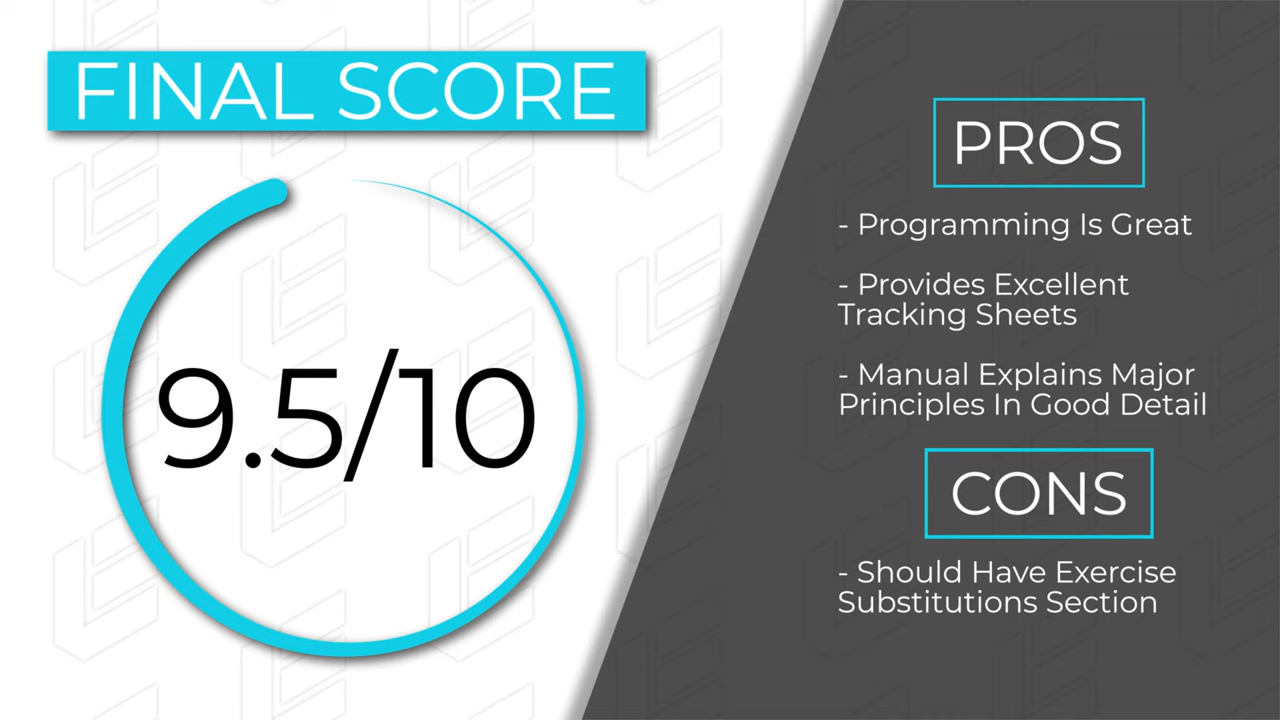 FINAL SCORE
9.5/10
PROS
- Programming Is Great
- Provides Excellent
Tracking Sheets
- Manual Explains Major
Principles In Good Detail
CONS
- Should Have Exercise
Substitutions Section